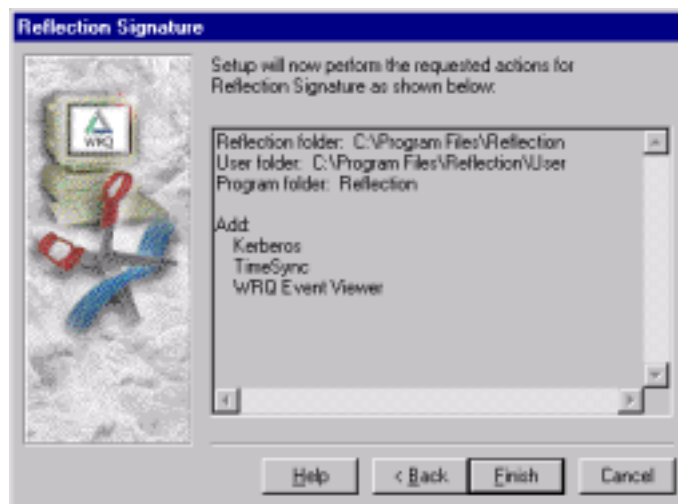 Reflection Signature
Setup will now perform the requested actions for
Reflection Signature as shown below:
WRQ
Reflection folder: C:\Program Files\Reflection
User folder: C:\Program Files\Reflection\User
Program folder: Reflection
Add:
Kerberos
TimeSync
WRQ Event Viewer
Help
< Back
Finish
Cancel